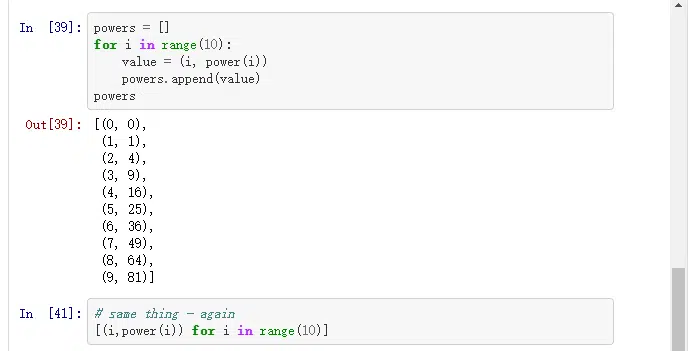 In [39]: powers = []
for i in range(10):
    value = (i, power(i))
    powers.append(value)
powers
Out[39]: [(0, 0),
(1, 1),
(2, 4),
(3, 9),
(4, 16),
(5, 25),
(6, 36),
(7, 49),
(8, 64),
(9, 81)]
In [41]: # same thing - again
[(i,power(i)) for i in range(10)]